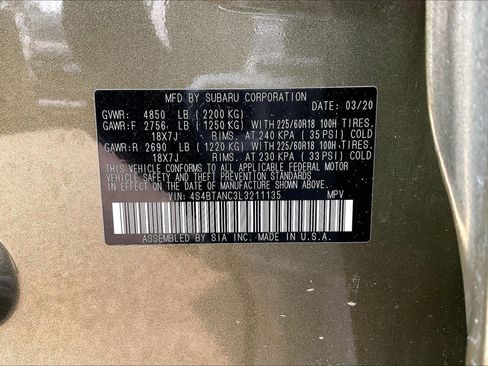 MFD BY SUBARU CORPORATION
DATE: 03/20
GVWR: 4850 LB (2200 KG)
GAWR:F 2756 LB (1250 KG) WITH 225/60R18 100H TIRES.
18X7J RIMS. AT 240 KPA (35 PSI) COLD
GAWR:R 2690 LB (1220 KG) WITH 225/60R18 100H TIRES.
18X7J RIMS. AT 230 KPA (33 PSI) COLD
THIS VEHICLE CONFORMS TO ALL APPLICABLE FEDERAL MOTOR
VEHICLE SAFETY AND THEFT PREVENTION STANDARDS IN
EFFECT ON THE DATE OF MANUFACTURE SHOWN ABOVE.
VIN: 4S4BTANC3L3211135 MPV
ASSEMBLED BY SIA INC, MADE IN U.S.A.